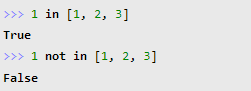 >>> 1 in [1, 2, 3]
True
>>> 1 not in [1, 2, 3]
False